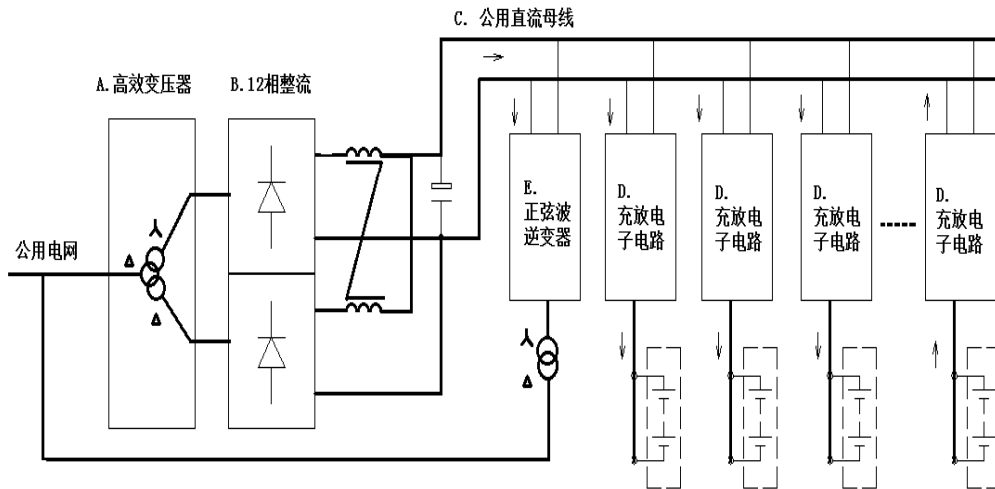 C. 公用直流母线
A.高效变压器
B.12相整流
公用电网
E.
正弦波
逆变器
D.
充放电
子电路
D.
充放电
子电路
D.
充放电
子电路
D.
充放电
子电路